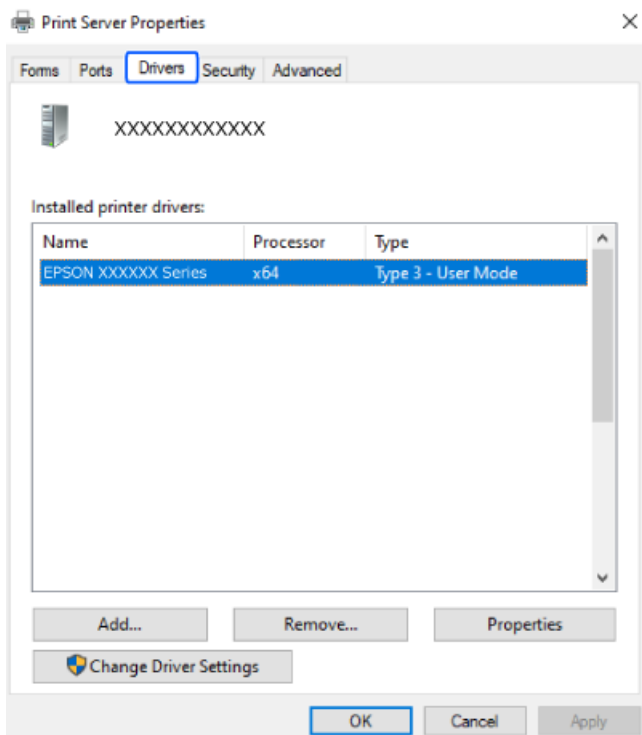 Print Server Properties
Forms Ports Drivers Security Advanced
XXXXXXXXXXXX
Installed printer drivers:
Name Processor Type
EPSON XXXXXX Series x64 Type 3 - User Mode
Add... Remove... Properties
Change Driver Settings
OK Cancel Apply